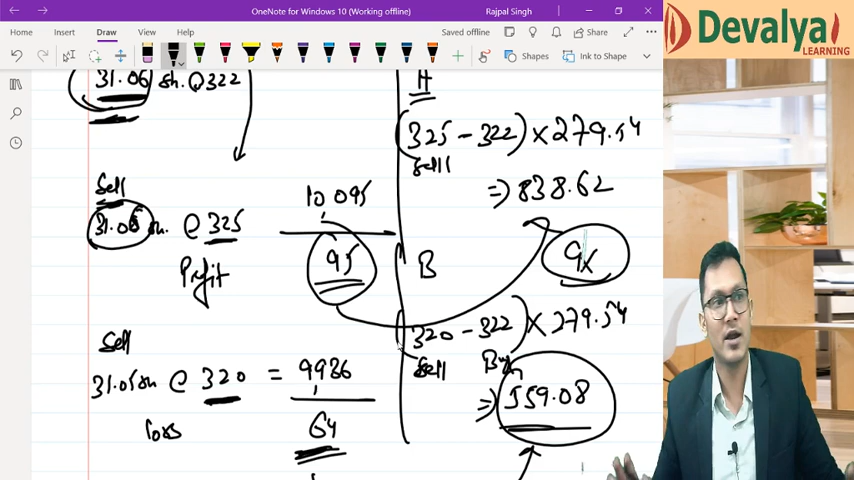 OneNote for Windows 10 (Working offline)
Rajpal Singh
Home
Insert
Draw
View
Help
Saved offline
Share
Shapes
Ink to Shape
Devalya
LEARNING
31.06 sh. @322
Sell
31.06 sh. @ 325
Profit
10,095
95
Sell
31.05sh @ 320 = 9936
loss
64
H
(325-322) × 279.54
Sell
=) 838.62
9x
B
(320-322) × 279.54
Sell
Buy
=) 559.08